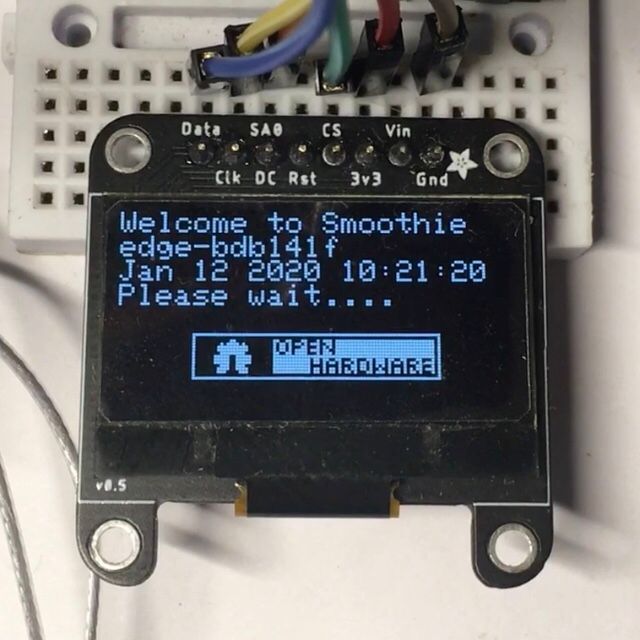 Data SA0 CS Vin
Clk DC Rst 3v3 Gnd
Welcome to Smoothie
edge-bdb141f
Jan 12 2020 10:21:20
Please wait....
OPEN
HARDWARE
v0.5